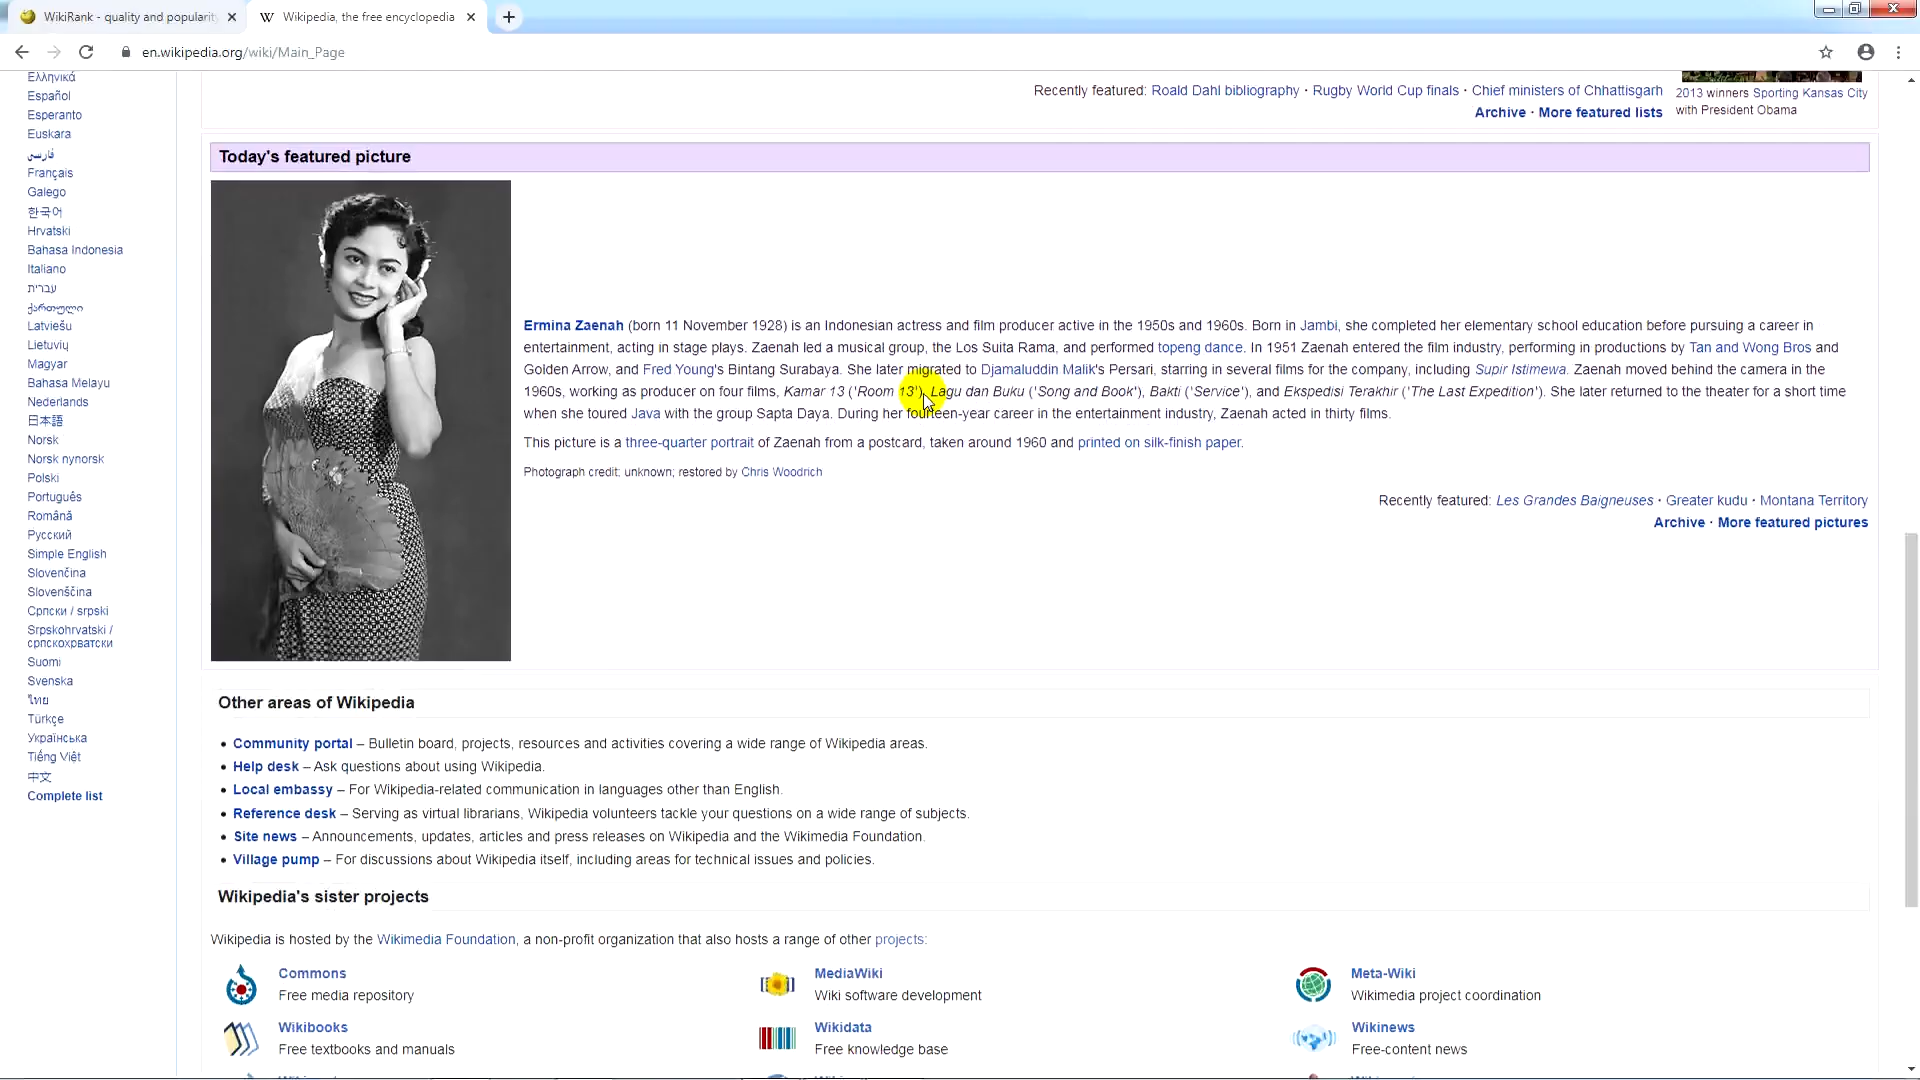 WikiRank - quality and popularity
Wikipedia, the free encyclopedia
en.wikipedia.org/wiki/Main_Page
Ελληνικά
Español
Esperanto
Euskara
فارسی
Français
Galego
한국어
Hrvatski
Bahasa Indonesia
Italiano
עברית
ქართული
Latviešu
Lietuvių
Magyar
Bahasa Melayu
Nederlands
日本語
Norsk
Norsk nynorsk
Polski
Português
Română
Русский
Simple English
Slovenčina
Slovenščina
Српски / srpski
Srpskohrvatski /
српскохрватски
Suomi
Svenska
ไทย
Türkçe
Українська
Tiếng Việt
中文
Complete list
Recently featured: Roald Dahl bibliography · Rugby World Cup finals · Chief ministers of Chhattisgarh
Archive · More featured lists
2013 winners Sporting Kansas City
with President Obama
Today's featured picture
Ermina Zaenah (born 11 November 1928) is an Indonesian actress and film producer active in the 1950s and 1960s. Born in Jambi, she completed her elementary school education before pursuing a career in
entertainment, acting in stage plays. Zaenah led a musical group, the Los Suita Rama, and performed topeng dance. In 1951 Zaenah entered the film industry, performing in productions by Tan and Wong Bros and
Golden Arrow, and Fred Young's Bintang Surabaya. She later migrated to Djamaluddin Malik's Persari, starring in several films for the company, including Supir Istimewa. Zaenah moved behind the camera in the
1960s, working as producer on four films, Kamar 13 ('Room 13'), Lagu dan Buku ('Song and Book'), Bakti ('Service'), and Ekspedisi Terakhir ('The Last Expedition'). She later returned to the theater for a short time
when she toured Java with the group Sapta Daya. During her fourteen-year career in the entertainment industry, Zaenah acted in thirty films.
This picture is a three-quarter portrait of Zaenah from a postcard, taken around 1960 and printed on silk-finish paper.
Photograph credit: unknown; restored by Chris Woodrich
Recently featured: Les Grandes Baigneuses · Greater kudu · Montana Territory
Archive · More featured pictures
Other areas of Wikipedia
• Community portal – Bulletin board, projects, resources and activities covering a wide range of Wikipedia areas.
• Help desk – Ask questions about using Wikipedia.
• Local embassy – For Wikipedia-related communication in languages other than English.
• Reference desk – Serving as virtual librarians, Wikipedia volunteers tackle your questions on a wide range of subjects.
• Site news – Announcements, updates, articles and press releases on Wikipedia and the Wikimedia Foundation.
• Village pump – For discussions about Wikipedia itself, including areas for technical issues and policies.
Wikipedia's sister projects
Wikipedia is hosted by the Wikimedia Foundation, a non-profit organization that also hosts a range of other projects:
Commons
Free media repository
MediaWiki
Wiki software development
Meta-Wiki
Wikimedia project coordination
Wikibooks
Free textbooks and manuals
Wikidata
Free knowledge base
Wikinews
Free-content news